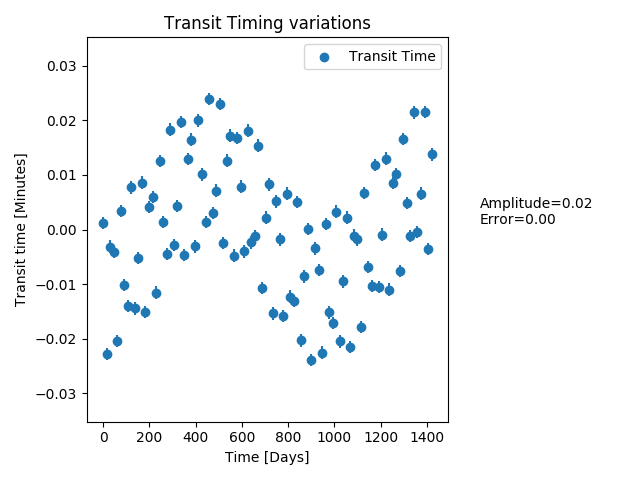 Transit Timing variations
Transit Time
0.03
0.02
0.01
0.00
−0.01
−0.02
−0.03
Transit time [Minutes]
0 200 400 600 800 1000 1200 1400
Time [Days]
Amplitude=0.02
Error=0.00